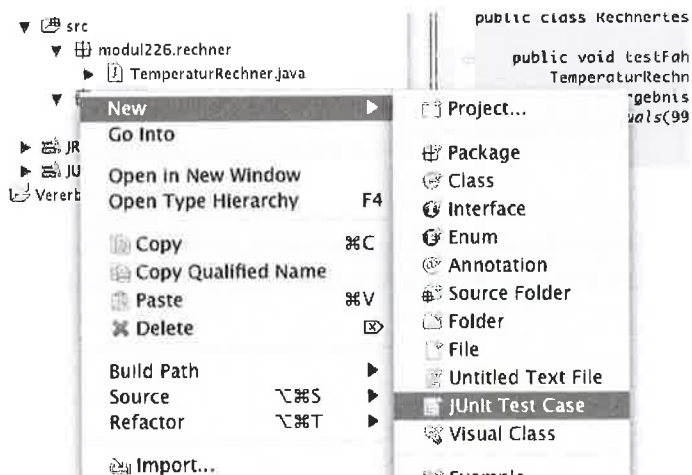 src
modul226.rechner
TemperaturRechner.java
JR
JU
Vererb
New
Go Into
Open in New Window
Open Type Hierarchy F4
Copy ⌘C
Copy Qualified Name
Paste ⌘V
Delete ⌦
Build Path
Source ⌥⌘S
Refactor ⌥⌘T
Import...
Project...
Package
Class
Interface
Enum
Annotation
Source Folder
Folder
File
Untitled Text File
JUnit Test Case
Visual Class
public class Rechnertes
public void testFah
TemperaturRechn
rgebnis
uals(99